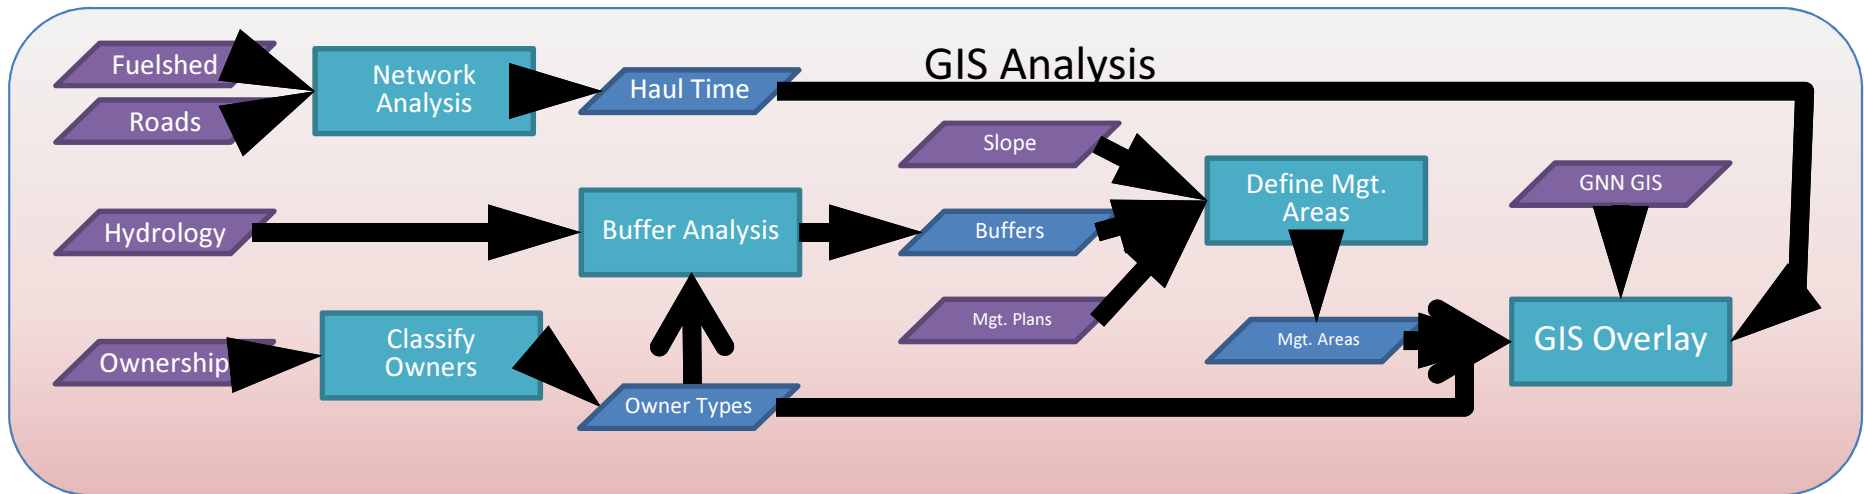 GIS Analysis
Fuelshed
Roads
Network
Analysis
Haul Time
Slope
Hydrology
Buffer Analysis
Buffers
Define Mgt.
Areas
GNN GIS
Mgt. Plans
Ownership
Classify
Owners
Owner Types
Mgt. Areas
GIS Overlay